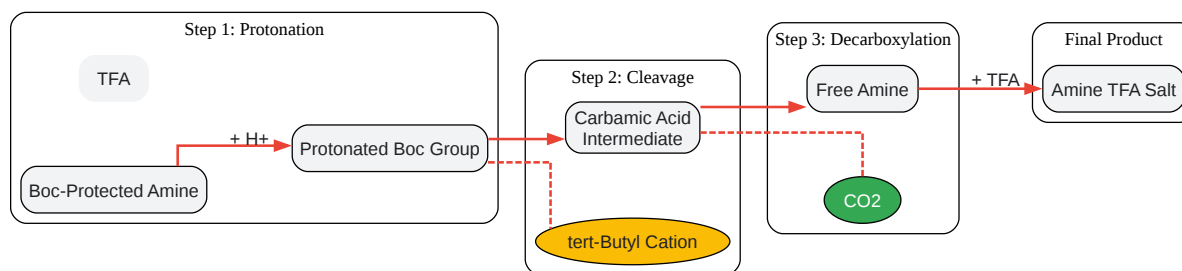 Step 1: Protonation
TFA
+ H+
Boc-Protected Amine
Protonated Boc Group
Step 2: Cleavage
Carbamic Acid
Intermediate
tert-Butyl Cation
Step 3: Decarboxylation
Free Amine
CO2
+ TFA
Final Product
Amine TFA Salt